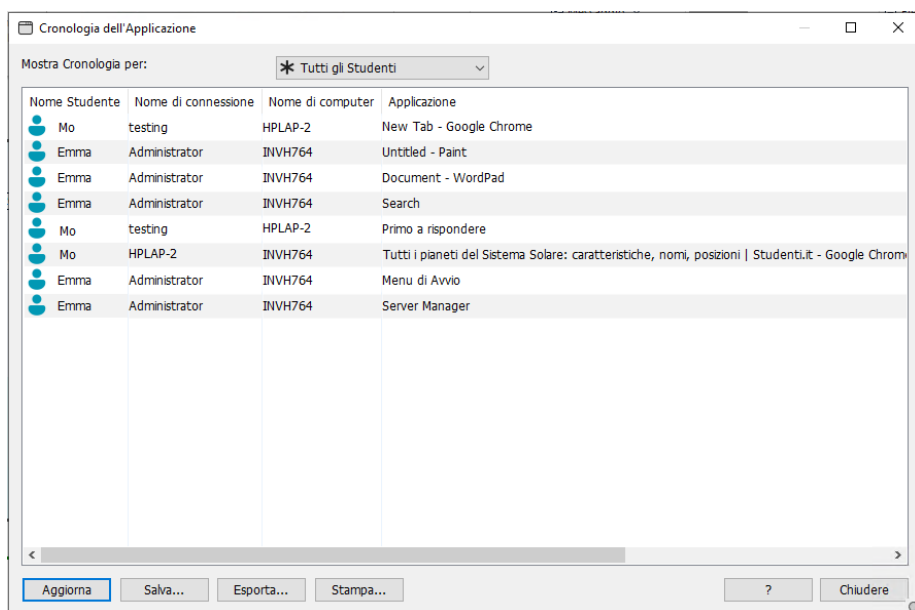 Cronologia dell'Applicazione
Mostra Cronologia per:
Tutti gli Studenti
Nome Studente Nome di connessione Nome di computer Applicazione
Mo testing HPLAP-2 New Tab - Google Chrome
Emma Administrator INVH764 Untitled - Paint
Emma Administrator INVH764 Document - WordPad
Emma Administrator INVH764 Search
Mo testing HPLAP-2 Primo a rispondere
Mo HPLAP-2 INVH764 Tutti i pianeti del Sistema Solare: caratteristiche, nomi, posizioni | Studenti.it - Google Chrom
Emma Administrator INVH764 Menu di Avvio
Emma Administrator INVH764 Server Manager
Aggiorna Salva... Esporta... Stampa... ? Chiudere